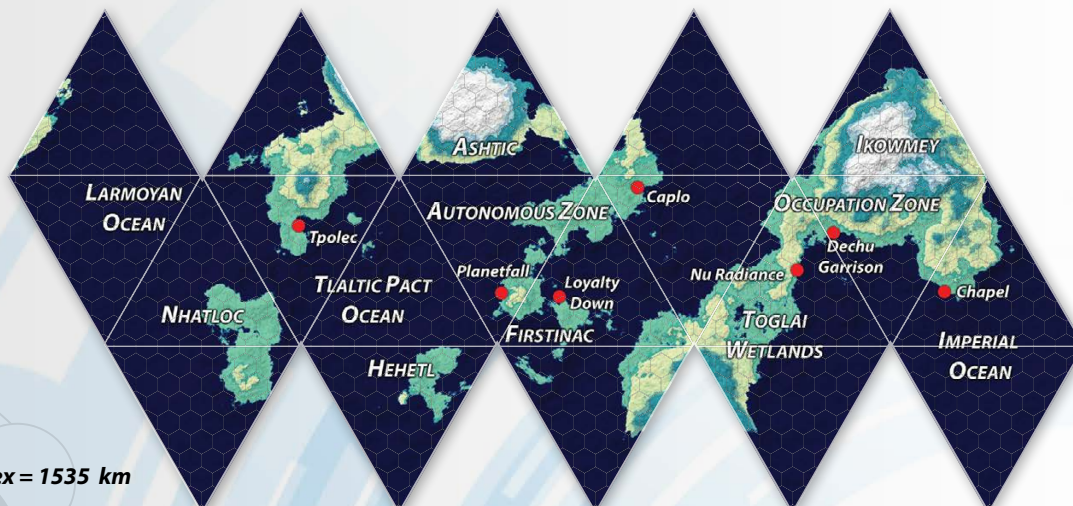 Ashtic
Ikowmey
Larmoyan
Ocean
Autonomous Zone
Caplo
Occupation Zone
Tpolec
Dechu
Garrison
Planetfall
Nu Radiance
Loyalty
Down
Chapel
Tlaltic Pact
Ocean
Nhatloc
Firstinac
Toglai
Wetlands
Imperial
Ocean
Hehetl
ex = 1535 km